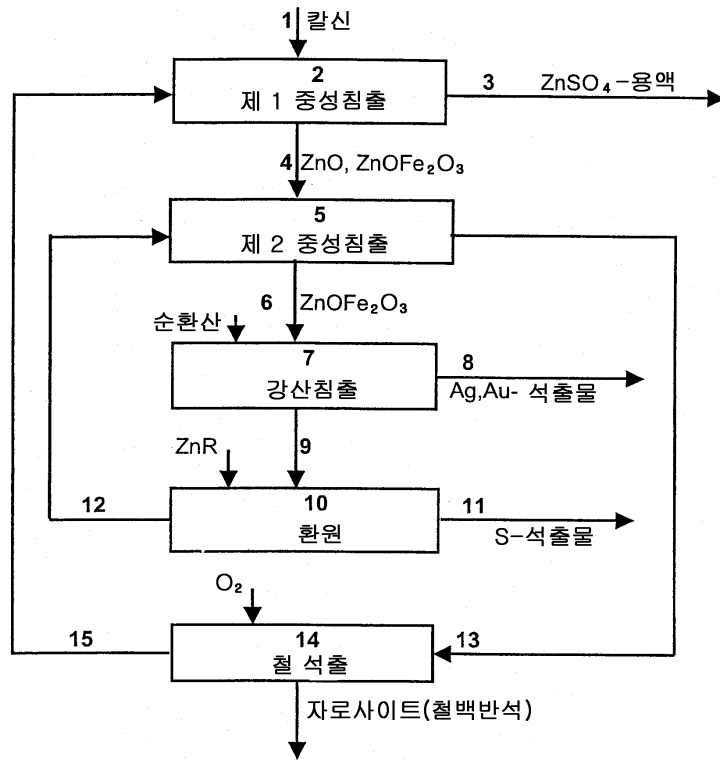 1 칼신
2
제 1 중성침출
3 ZnSO₄-용액
4 ZnO, ZnOFe₂O₃
5
제 2 중성침출
6 ZnOFe₂O₃
순환산
7
강산침출
8
Ag,Au- 석출물
ZnR
9
10
환원
11
S-석출물
12
O₂
13
14
철 석출
15
자로사이트(철백반석)